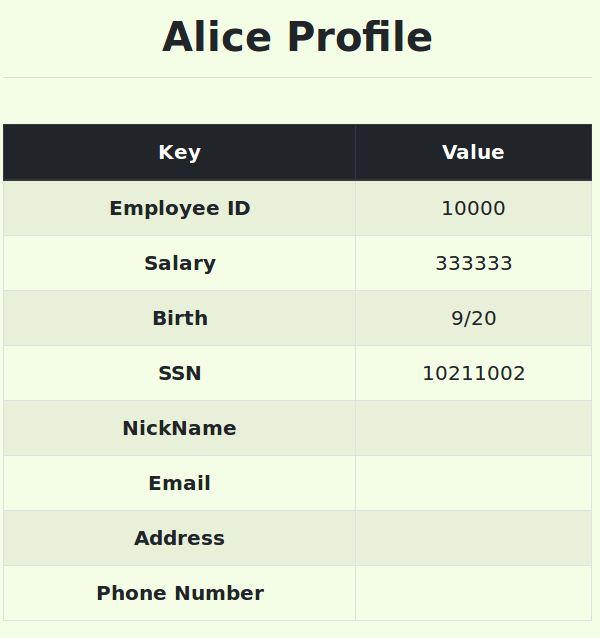 Alice Profile
Key Value
Employee ID 10000
Salary 333333
Birth 9/20
SSN 10211002
NickName
Email
Address
Phone Number